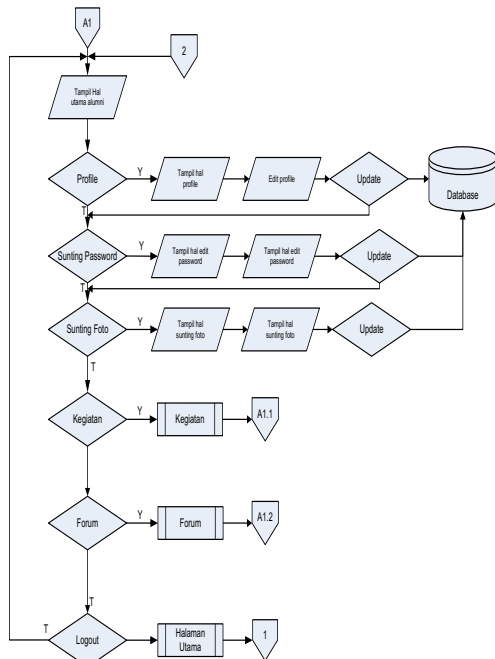 A1
2
Tampil Hal
utama alumni
Profile
Y
Tampil hal
profile
Edit profile
Update
Database
T
Sunting Password
Y
Tampil hal edit
password
Tampil hal edit
password
Update
T
Sunting Foto
Y
Tampil hal
sunting foto
Tampil hal
sunting foto
Update
T
Kegiatan
Y
Kegiatan
A1.1
Forum
Y
Forum
A1.2
T
T
Logout
Halaman
Utama
1